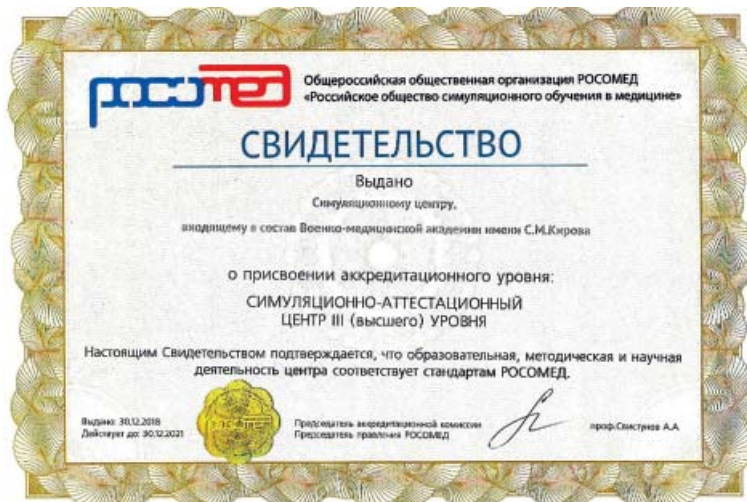 росомед
Общероссийская общественная организация РОСОМЕД
«Российское общество симуляционного обучения в медицине»
СВИДЕТЕЛЬСТВО
Выдано
Симуляционному центру,
входящему в состав Военно-медицинской академии имени С.М.Кирова
о присвоении аккредитационного уровня:
СИМУЛЯЦИОННО-АТТЕСТАЦИОННЫЙ
ЦЕНТР III (высшего) УРОВНЯ
Настоящим Свидетельством подтверждается, что образовательная, методическая и научная
деятельность центра соответствует стандартам РОСОМЕД.
Выдано: 30.12.2018
Действует до: 30.12.2021
Председатель аккредитационной комиссии
Председатель правления РОСОМЕД
проф.Свистунов А.А.